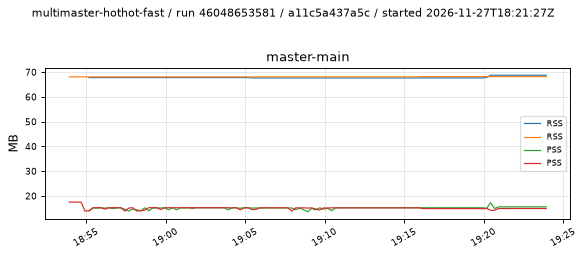 multimaster-hothot-fast / run 46048653581 / a11c5a437a5c / started 2026-11-27T18:21:27Z
master-main
MB
70
60
50
40
30
20
RSS
RSS
PSS
PSS
18:55
19:00
19:05
19:10
19:15
19:20
19:25